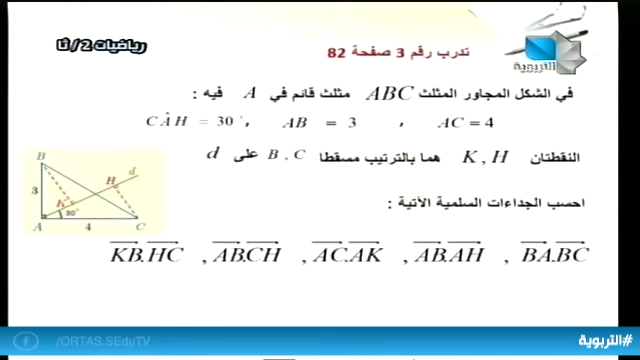 رياضيات 2/ثا
التربوية
تدرب رقم 3 صفحة 82
في الشكل المجاور المثلث ABC مثلث قائم في A فيه :
AC = 4 ، AB = 3 ، CÂH = 30°
النقطتان K , H هما بالترتيب مسقطا B , C على d
B
H
d
3
K
30°
A
4
C
احسب الجداءات السلمية الآتية :
BA.BC , AB.AH , AC.AK , AB.CH , KB.HC
/ORTAS.SEduTV
#التربوية